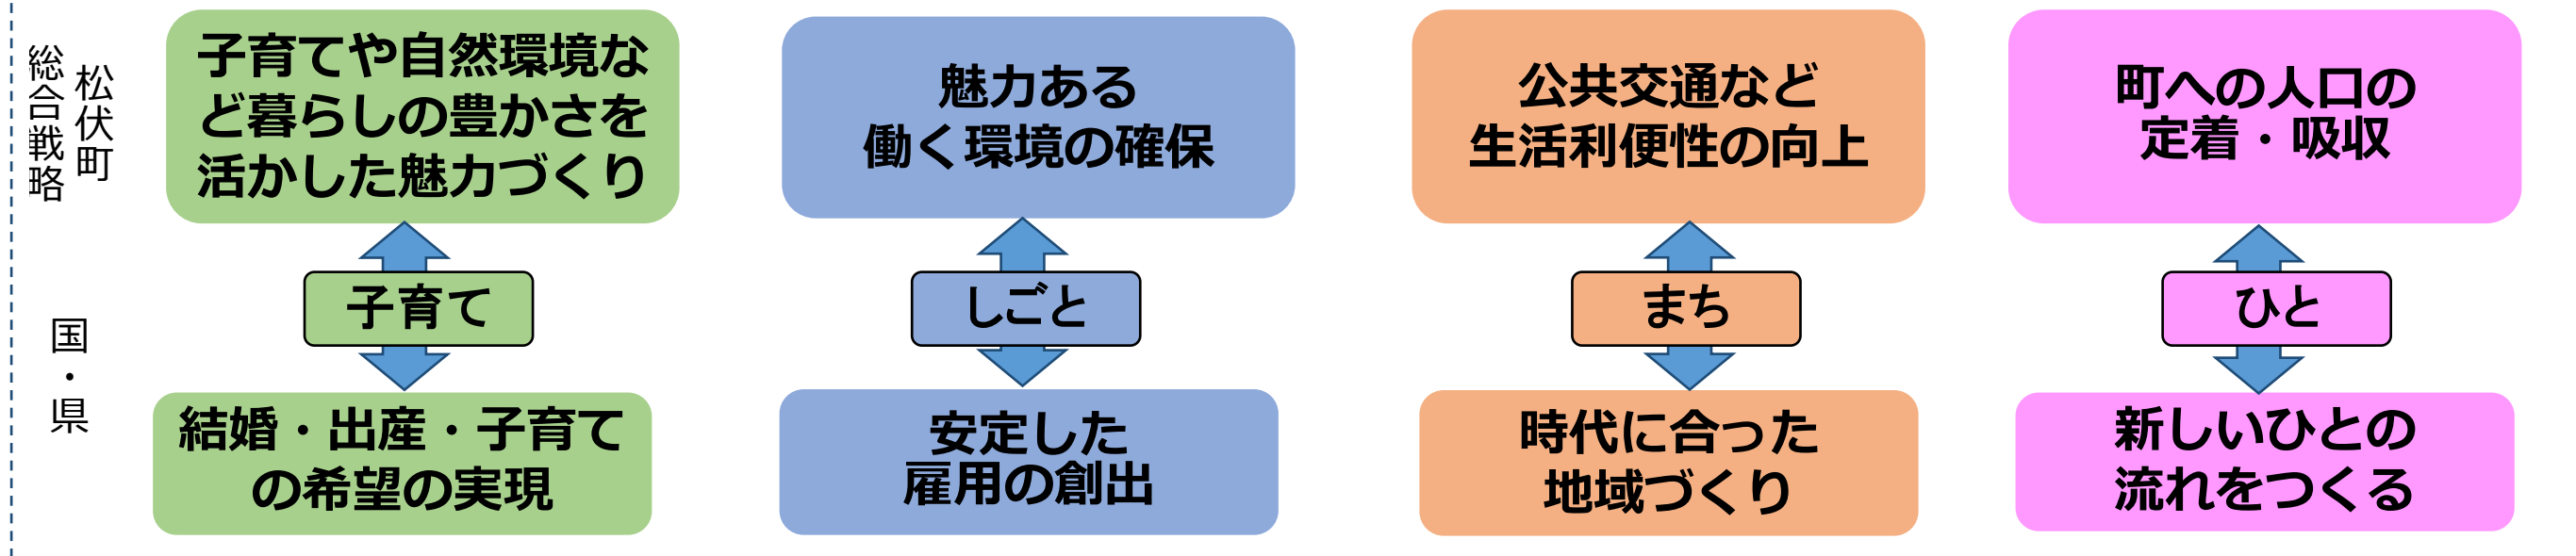 松伏町
総合戦略
子育てや自然環境な
ど暮らしの豊かさを
活かした魅力づくり
魅力ある
働く環境の確保
公共交通など
生活利便性の向上
町への人口の
定着・吸収
子育て
しごと
まち
ひと
国・県
結婚・出産・子育て
の希望の実現
安定した
雇用の創出
時代に合った
地域づくり
新しいひとの
流れをつくる